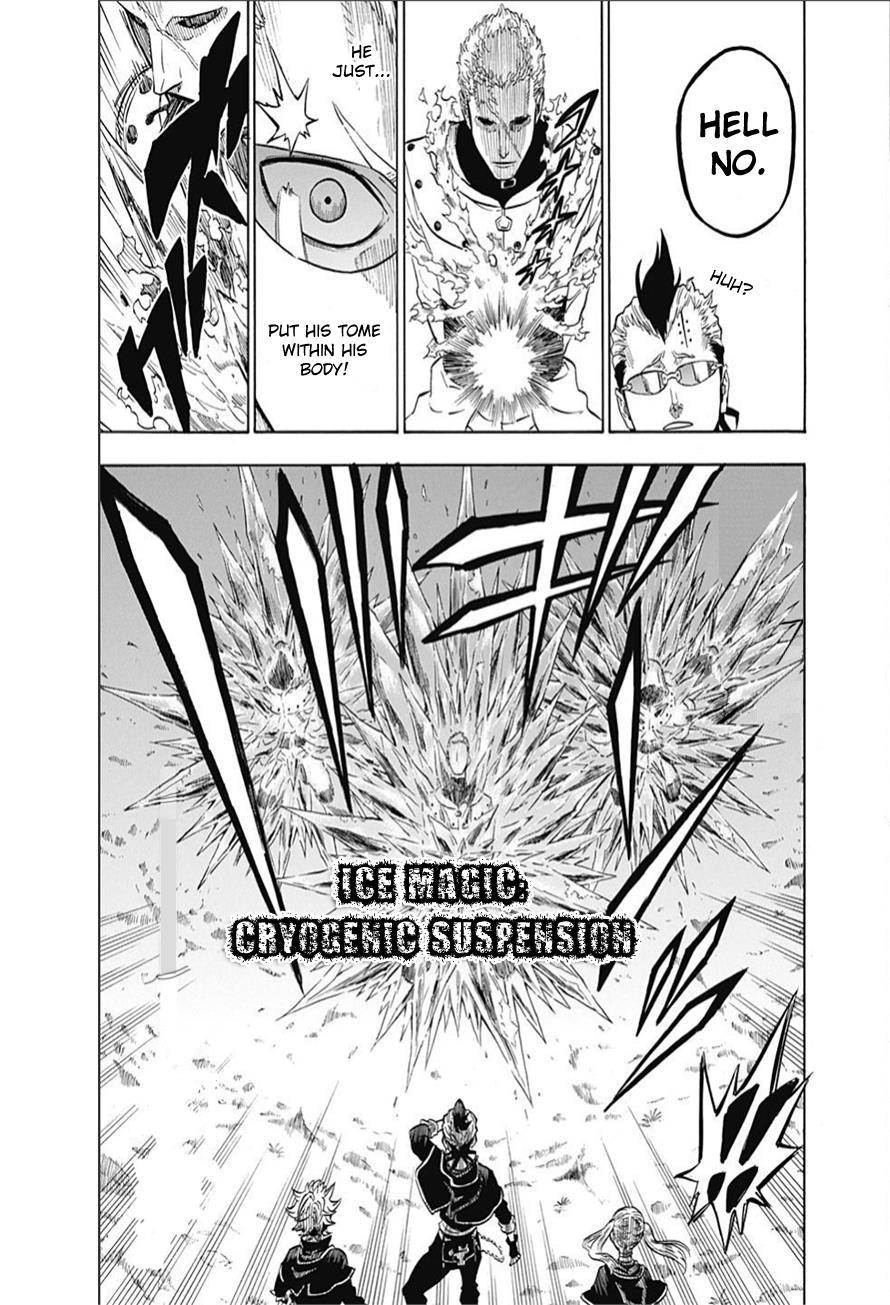 HELL
NO.
HUH?
HE
JUST...
PUT HIS TOME
WITHIN HIS
BODY!
ICE MAGIC:
CRYOGENIC SUSPENSION